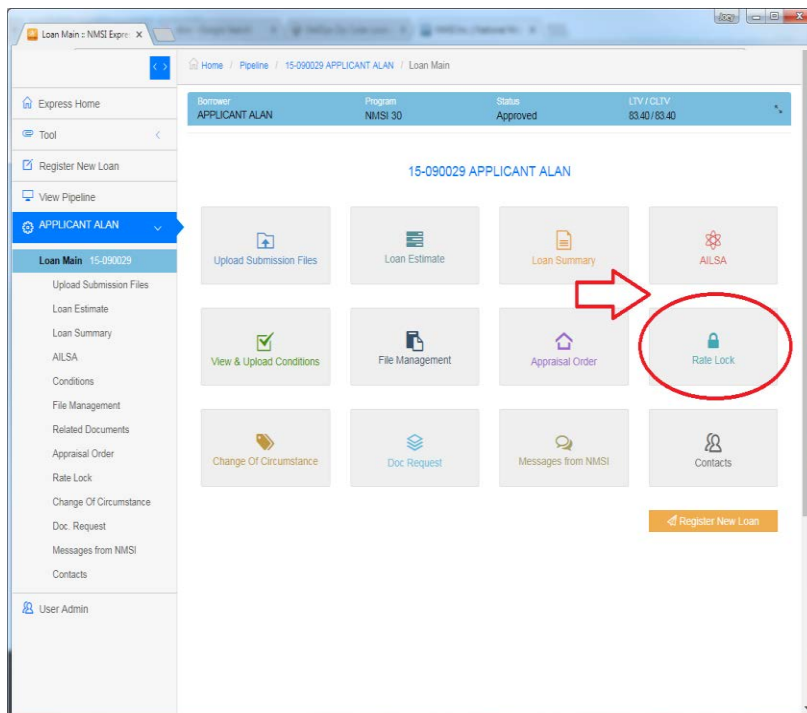 Loan Main :: NMSI Expre
Home / Pipeline / 15-090029 APPLICANT ALAN / Loan Main
Express Home
Tool
Register New Loan
View Pipeline
APPLICANT ALAN
Loan Main 15-090029
Upload Submission Files
Loan Estimate
Loan Summary
AILSA
Conditions
File Management
Related Documents
Appraisal Order
Rate Lock
Change Of Circumstance
Doc. Request
Messages from NMSI
Contacts
User Admin
Borrower Program Status LTV / CLTV
APPLICANT ALAN NMSI 30 Approved 83.40 / 83.40
15-090029 APPLICANT ALAN
Upload Submission Files Loan Estimate Loan Summary AILSA
View & Upload Conditions File Management Appraisal Order Rate Lock
Change Of Circumstance Doc Request Messages from NMSI Contacts
Register New Loan